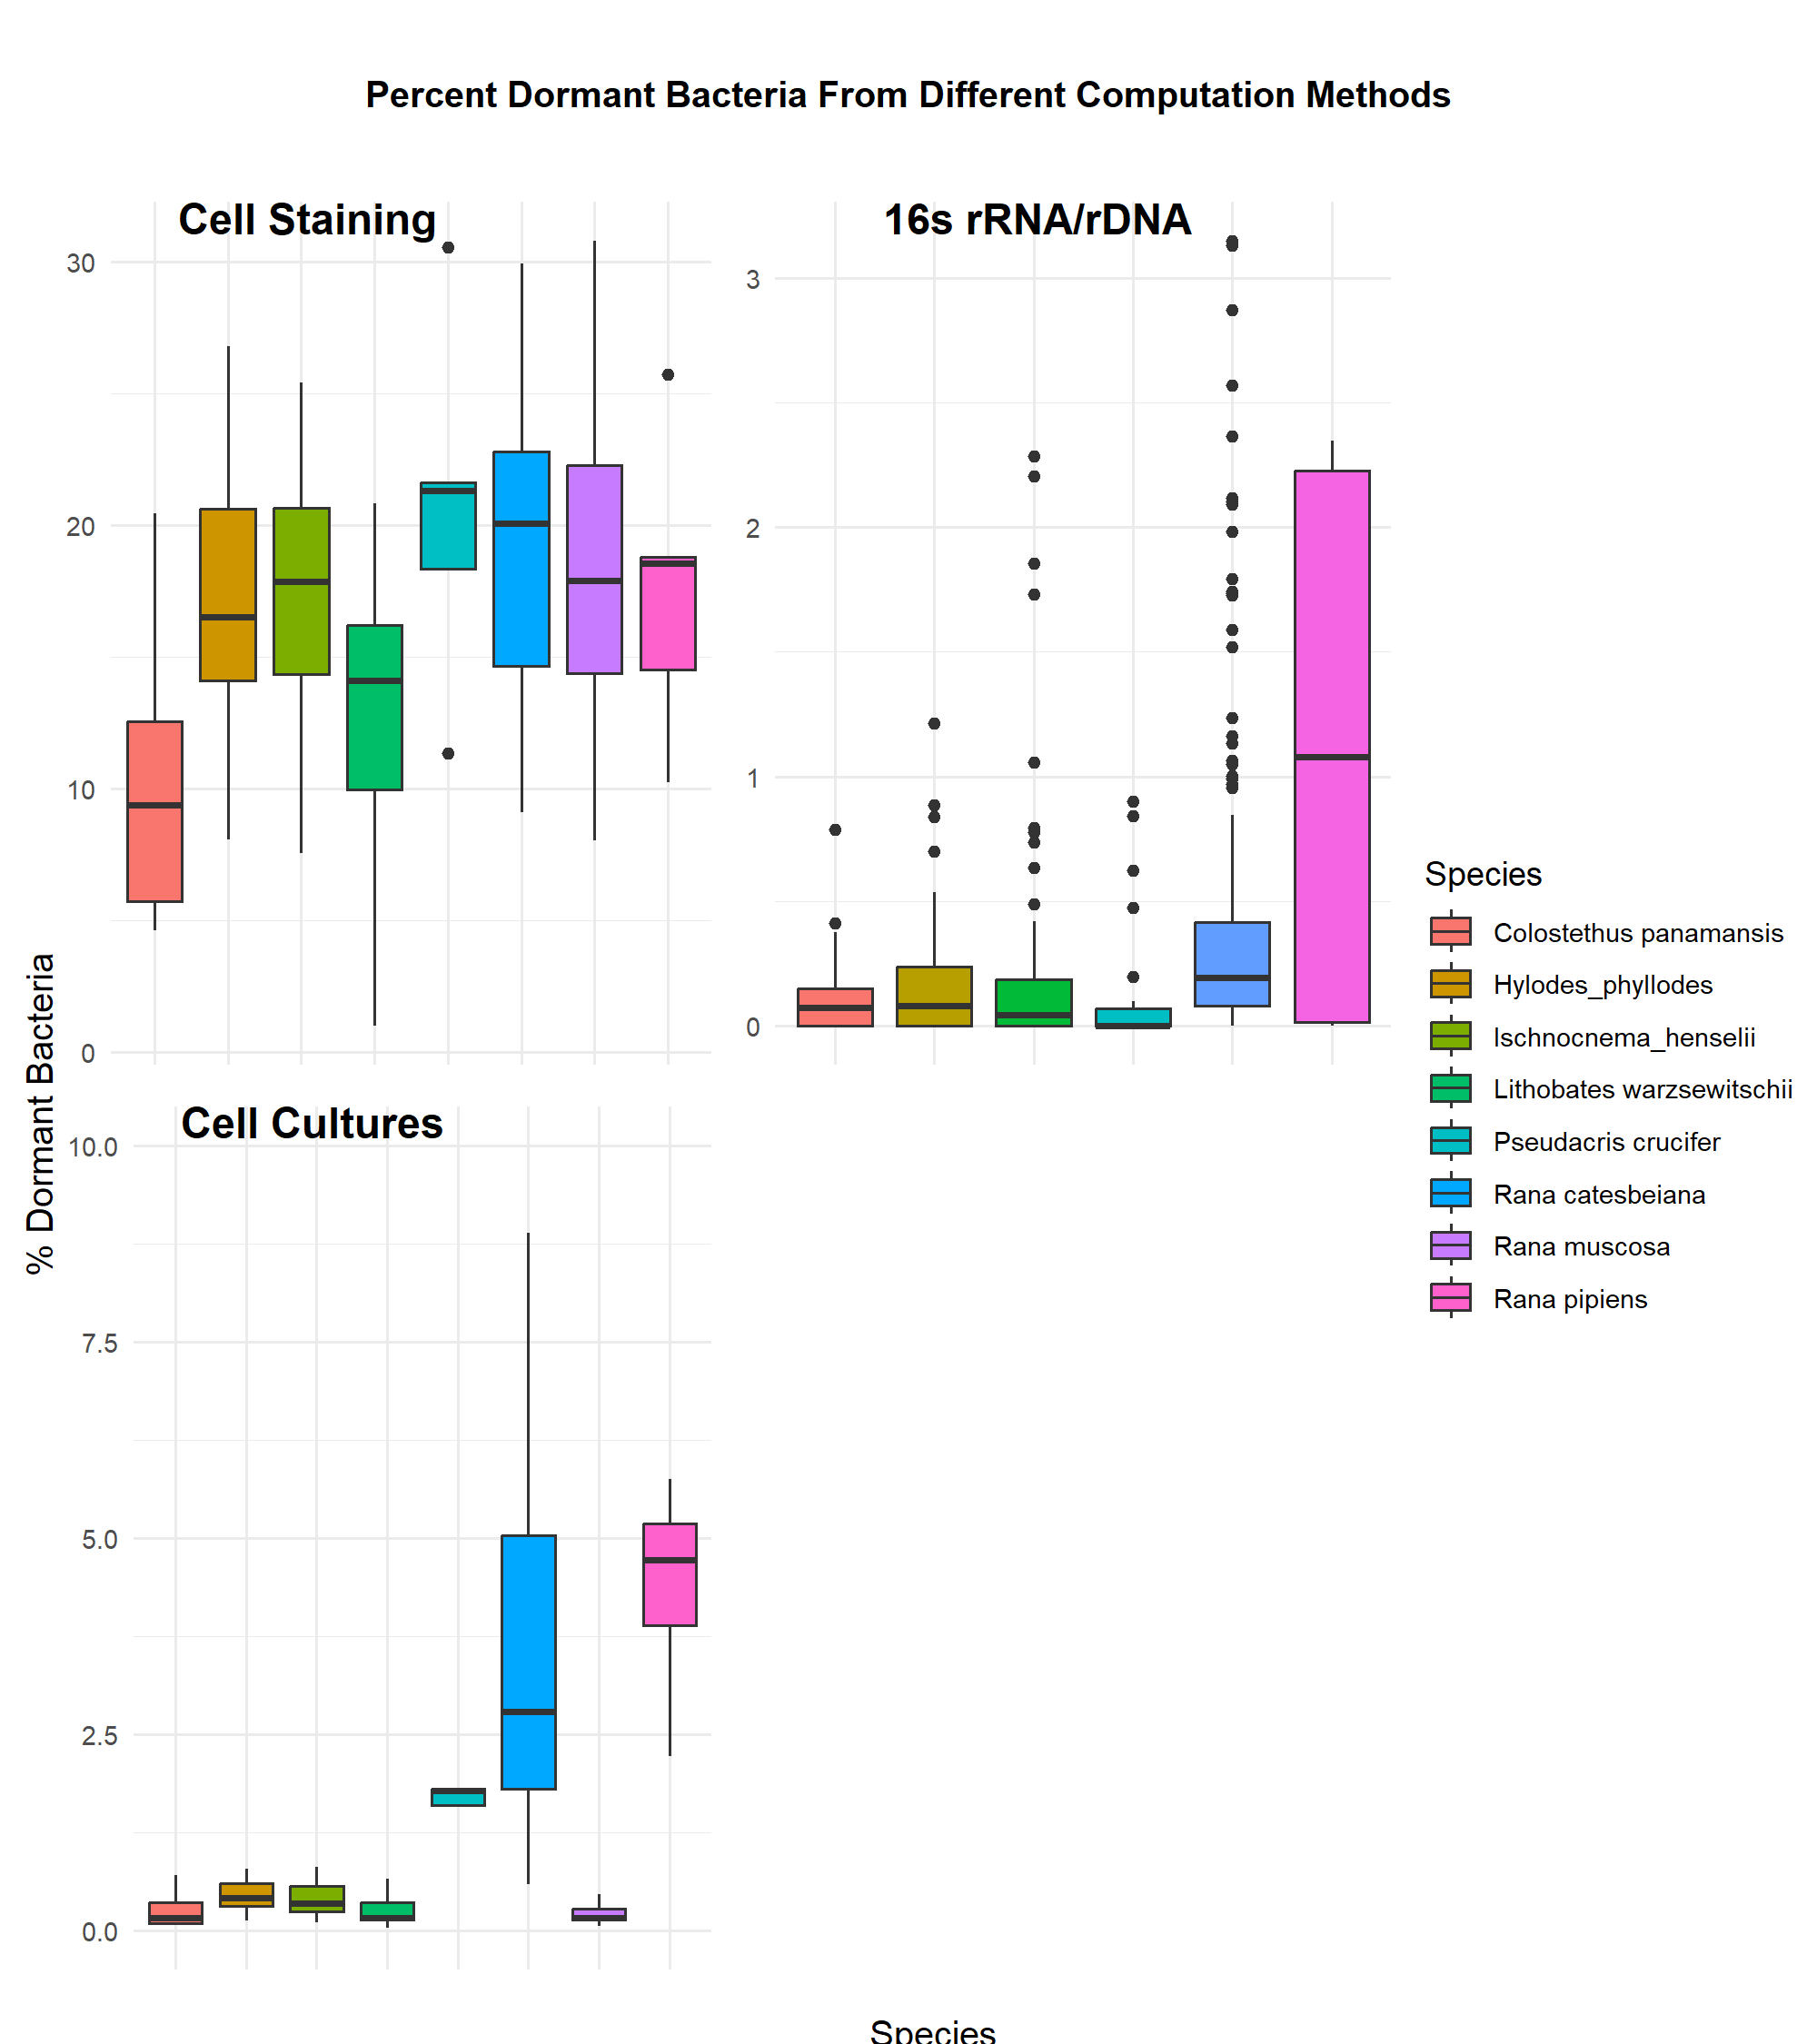 Percent Dormant Bacteria From Different Computation Methods
Cell Staining
30
20
10
0
16s rRNA/rDNA
3
2
1
0
Cell Cultures
10.0
7.5
5.0
2.5
0.0
% Dormant Bacteria
Species
Species
Colostethus panamansis
Hylodes_phyllodes
Ischnocnema_henselii
Lithobates warzsewitschii
Pseudacris crucifer
Rana catesbeiana
Rana muscosa
Rana pipiens